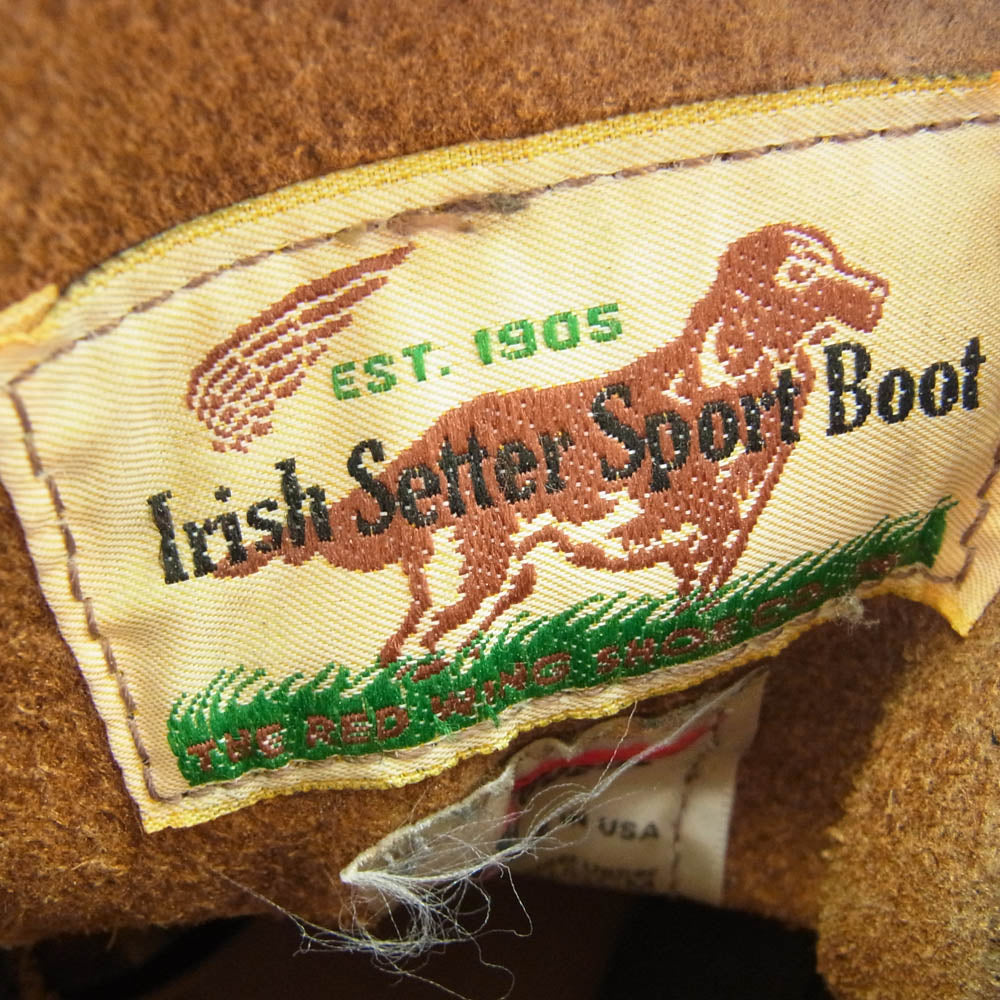 EST. 1905
Irish Setter Sport Boot
THE RED WING SHOE CO.
USA